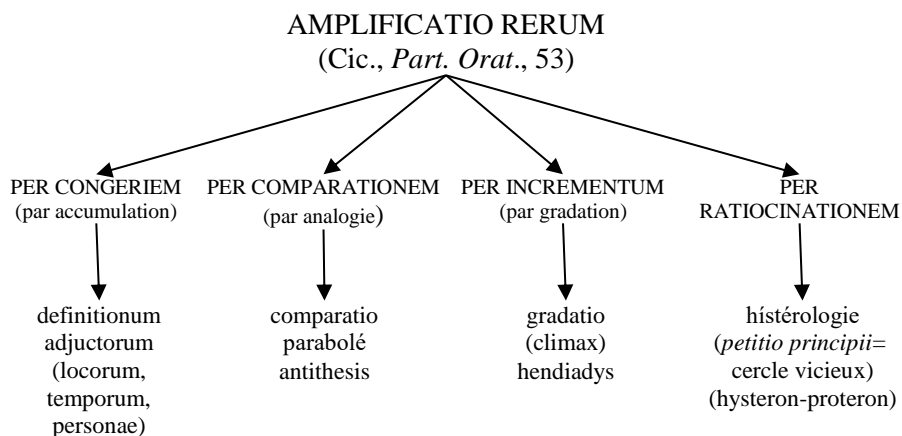 AMPLIFICATIO RERUM
(Cic., Part. Orat., 53)
PER CONGERIEM
(par accumulation)
PER COMPARATIONEM
(par analogie)
PER INCREMENTUM
(par gradation)
PER
RATIOCINATIONEM
definitionum
adjuctorum
(locorum,
temporum,
personae)
comparatio
parabolé
antithesis
gradatio
(climax)
hendiadys
hístérologie
(petitio principii=
cercle vicieux)
(hysteron-proteron)